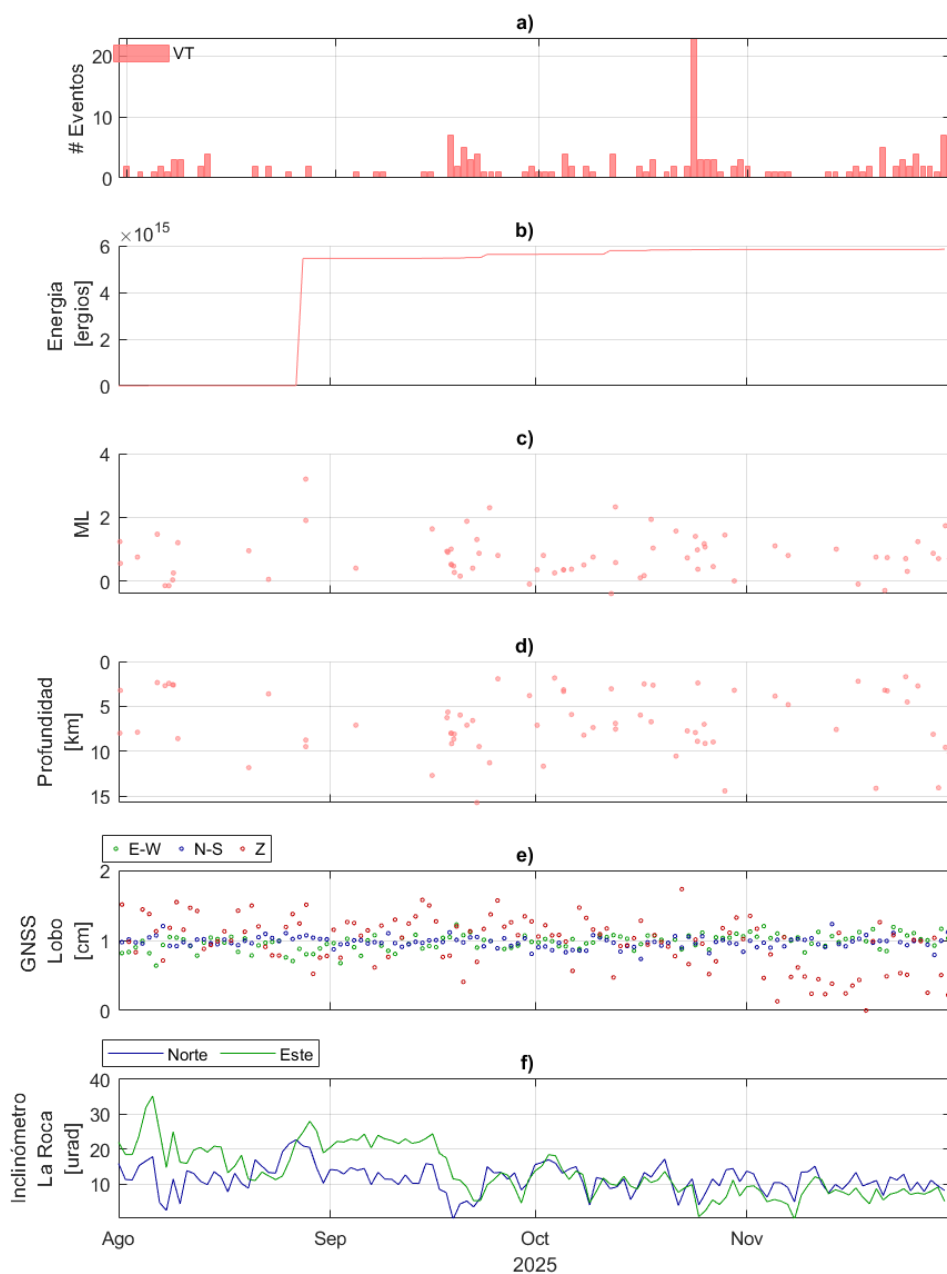 a)
VT
# Eventos
20
10
0
b)
×10^15
Energia
[ergios]
6
4
2
0
c)
ML
4
2
0
d)
Profundidad
[km]
0
5
10
15
E-W N-S Z
e)
GNSS
Lobo
[cm]
2
1
0
Norte Este
f)
Inclinómetro
La Roca
[urad]
40
30
20
10
Ago Sep Oct Nov
2025